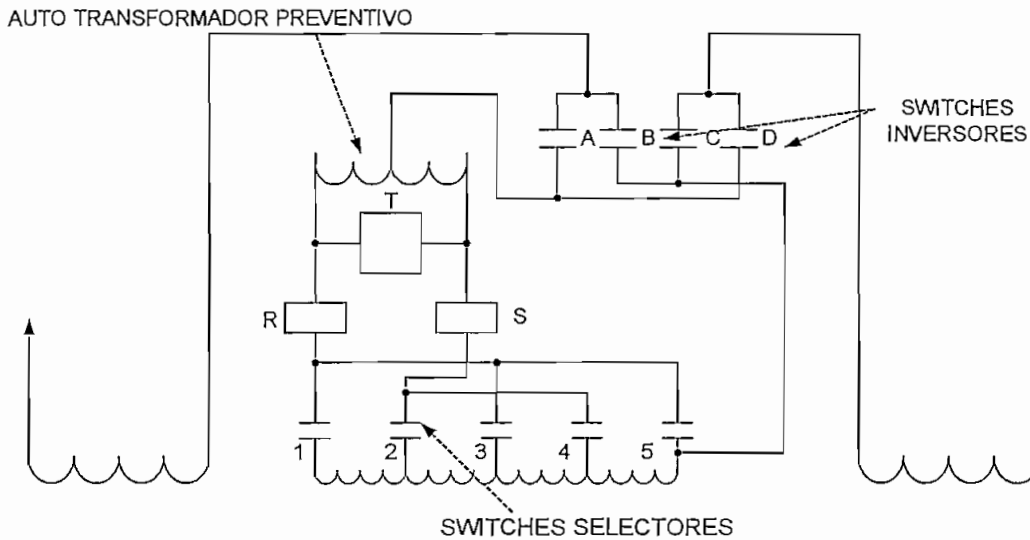 AUTO TRANSFORMADOR PREVENTIVO
A
B
C
D
SWITCHES
INVERSORES
T
R
S
1
2
3
4
5
SWITCHES SELECTORES